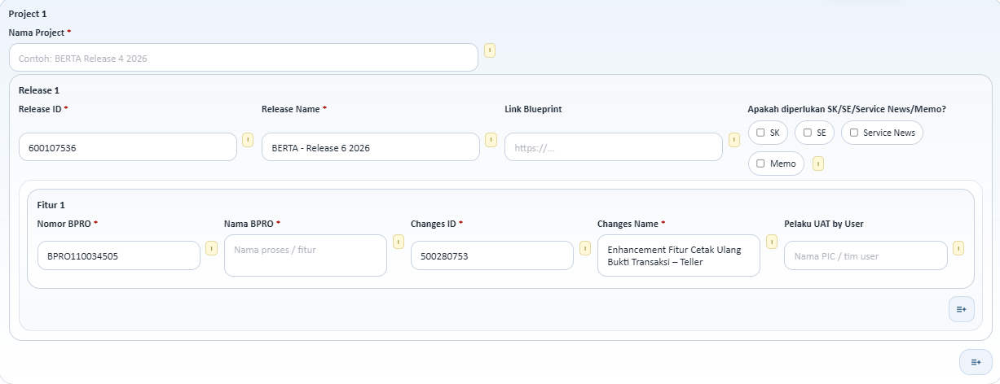 Project 1
Nama Project *
Contoh: BERTA Release 4 2026
!
Release 1
Release ID *
Release Name *
Link Blueprint
Apakah diperlukan SK/SE/Service News/Memo?
600107536
!
BERTA - Release 6 2026
!
https://...
!
SK
SE
Service News
Memo
!
Fitur 1
Nomor BPRO *
Nama BPRO *
Changes ID *
Changes Name *
Pelaku UAT by User
BPRO110034505
!
Nama proses / fitur
!
500280753
!
Enhancement Fitur Cetak Ulang
Bukti Transaksi – Teller
!
Nama PIC / tim user
!